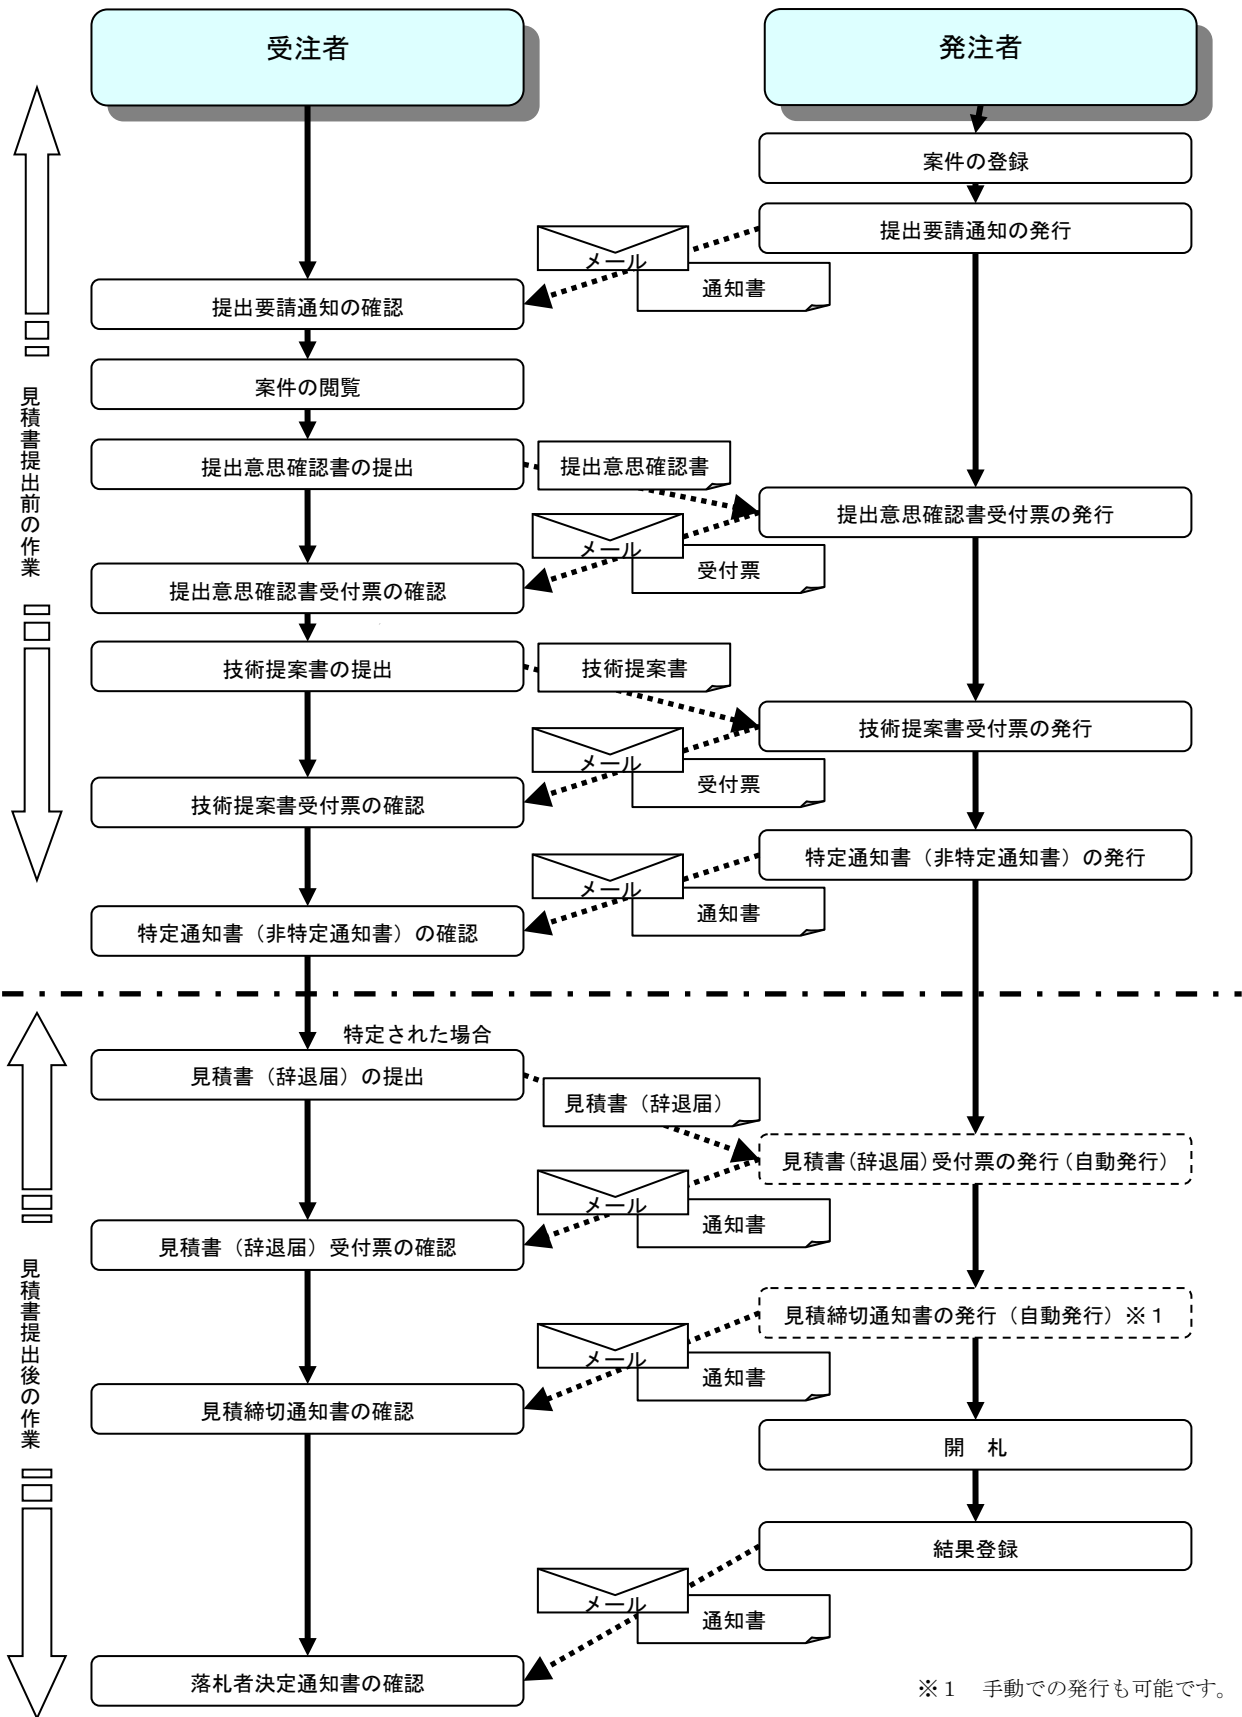 受注者
発注者
案件の登録
提出要請通知の発行
メール
通知書
提出要請通知の確認
案件の閲覧
見積書提出前の作業
提出意思確認書の提出
提出意思確認書
提出意思確認書受付票の発行
メール
受付票
提出意思確認書受付票の確認
技術提案書の提出
技術提案書
技術提案書受付票の発行
メール
受付票
技術提案書受付票の確認
特定通知書（非特定通知書）の発行
メール
通知書
特定通知書（非特定通知書）の確認
特定された場合
見積書（辞退届）の提出
見積書（辞退届）
見積書(辞退届)受付票の発行(自動発行)
メール
通知書
見積書（辞退届）受付票の確認
見積書提出後の作業
見積締切通知書の発行（自動発行）※１
メール
通知書
見積締切通知書の確認
開　札
結果登録
メール
通知書
落札者決定通知書の確認
※１　手動での発行も可能です。